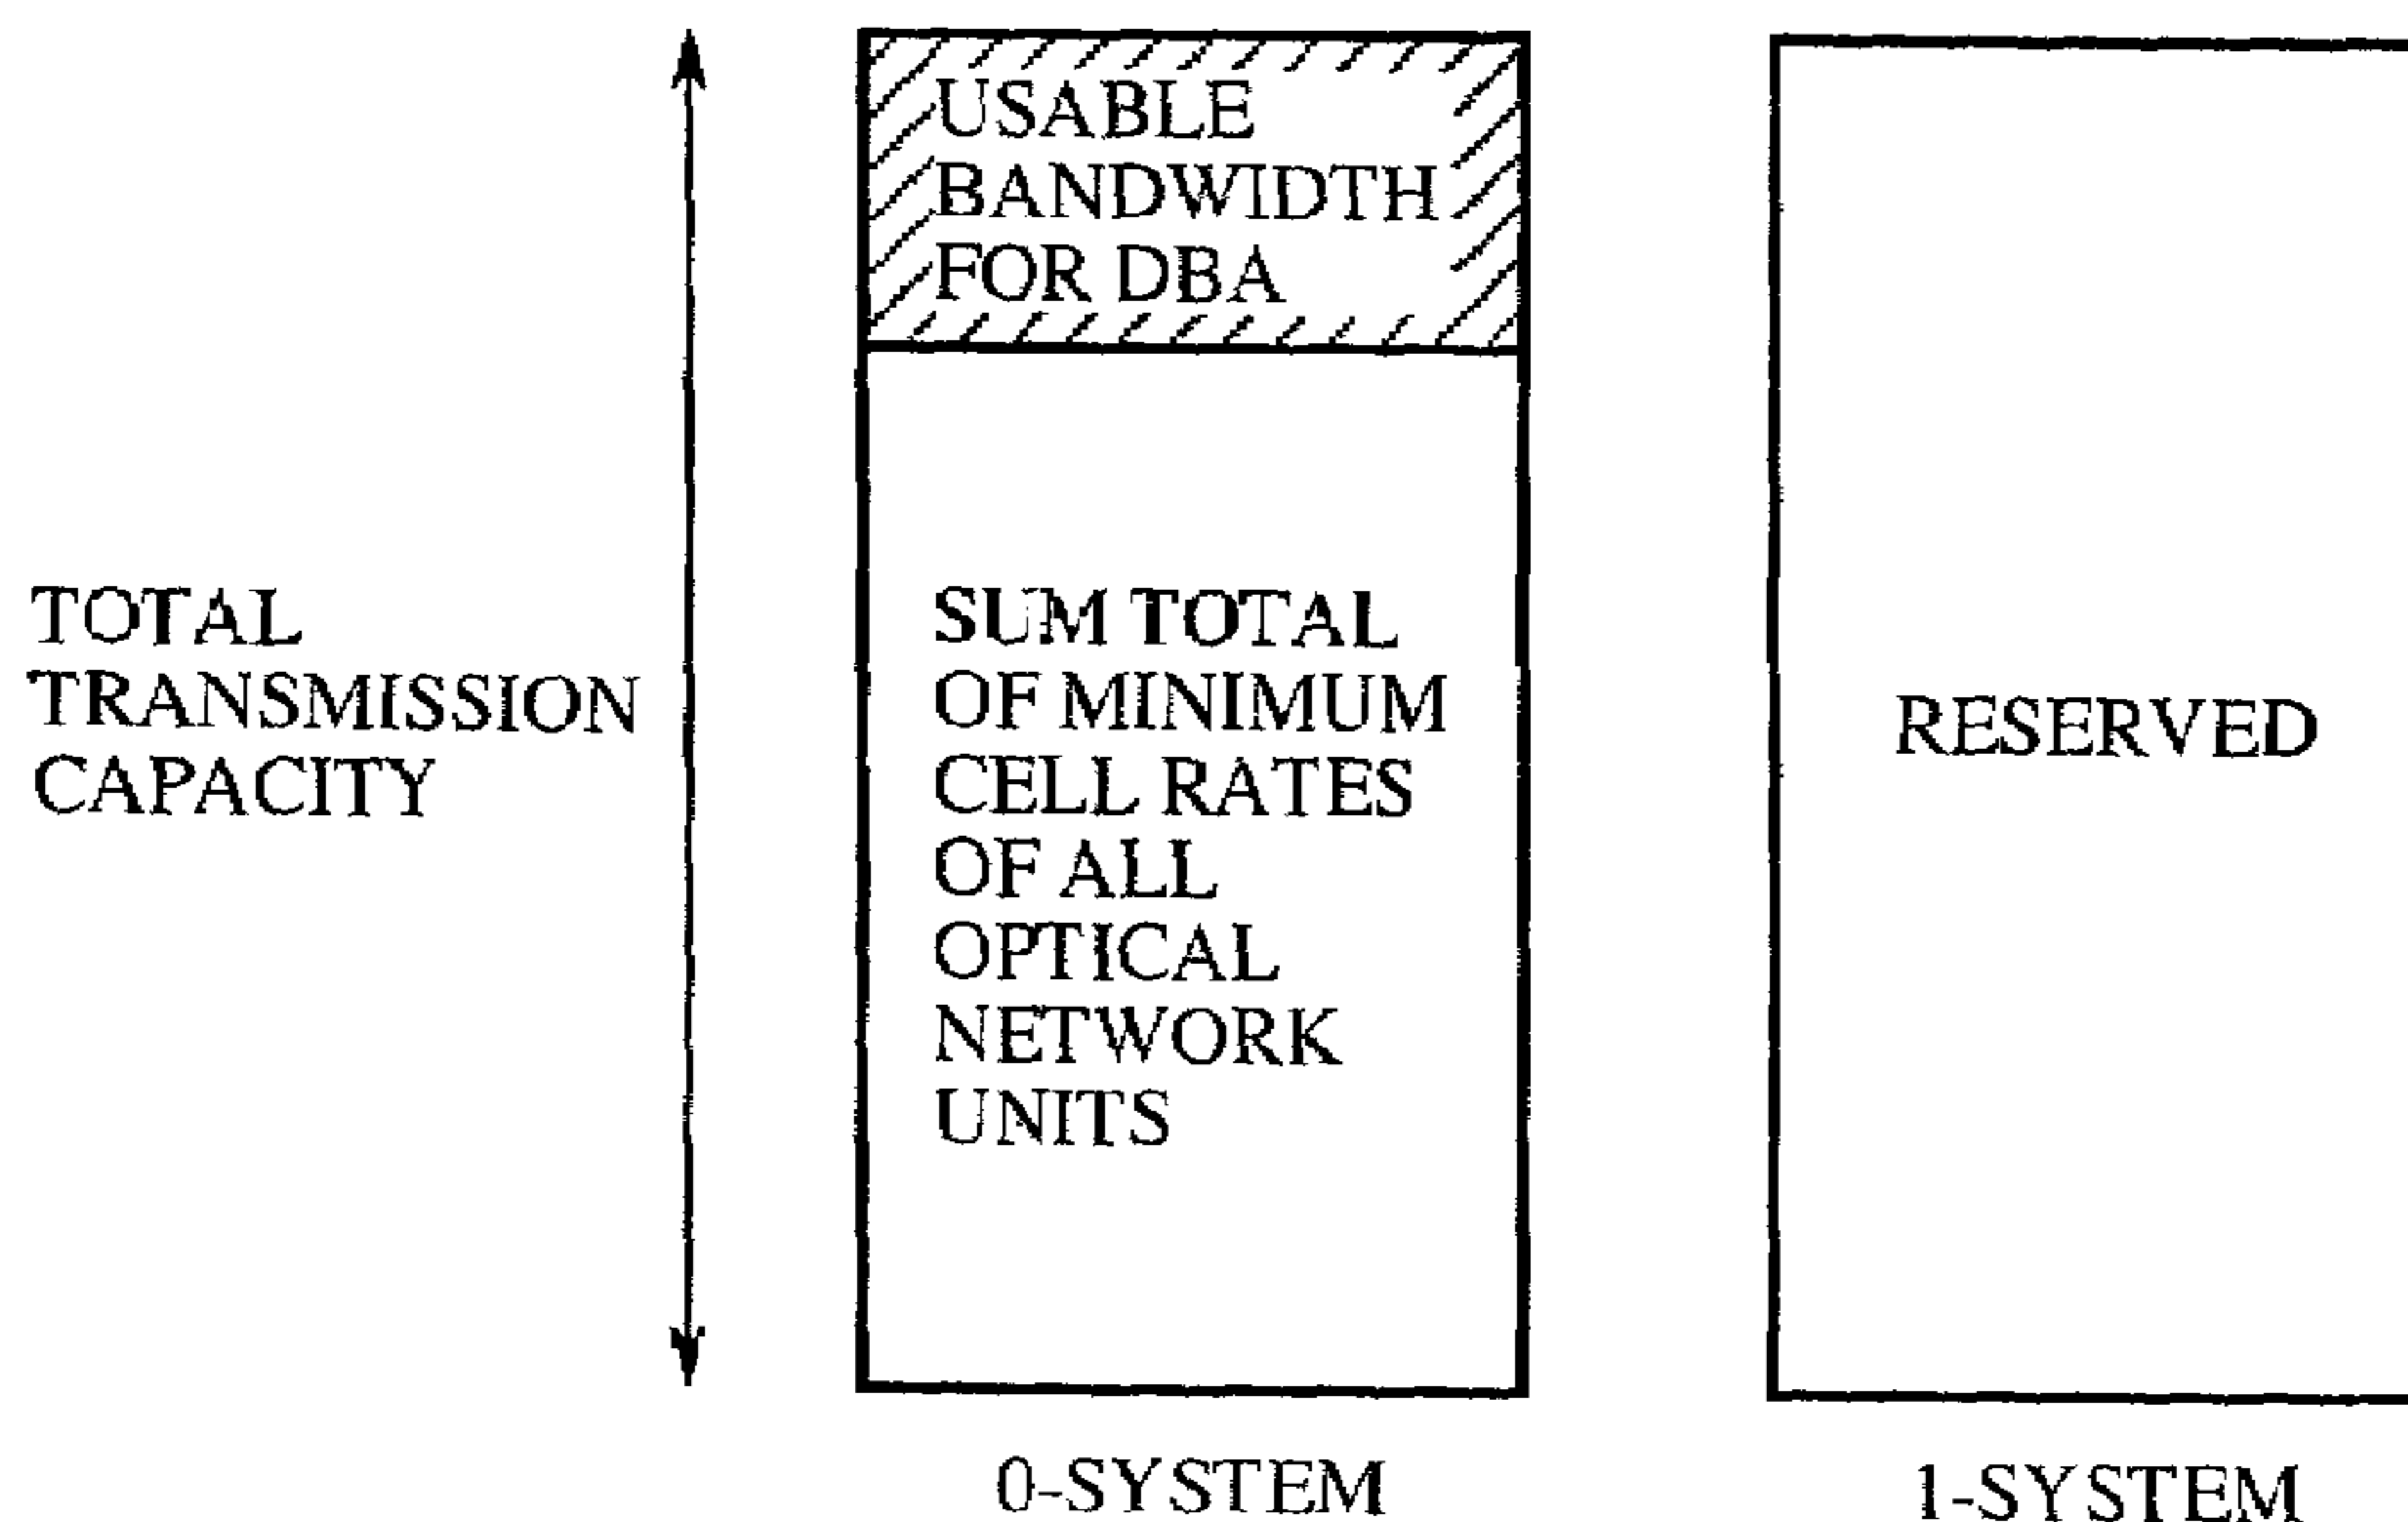 USABLE
BANDWIDTH
FOR DBA
TOTAL
TRANSMISSION
CAPACITY
SUM TOTAL
OF MINIMUM
CELL RATES
OF ALL
OPTICAL
NETWORK
UNITS
RESERVED
0-SYSTEM
1-SYSTEM